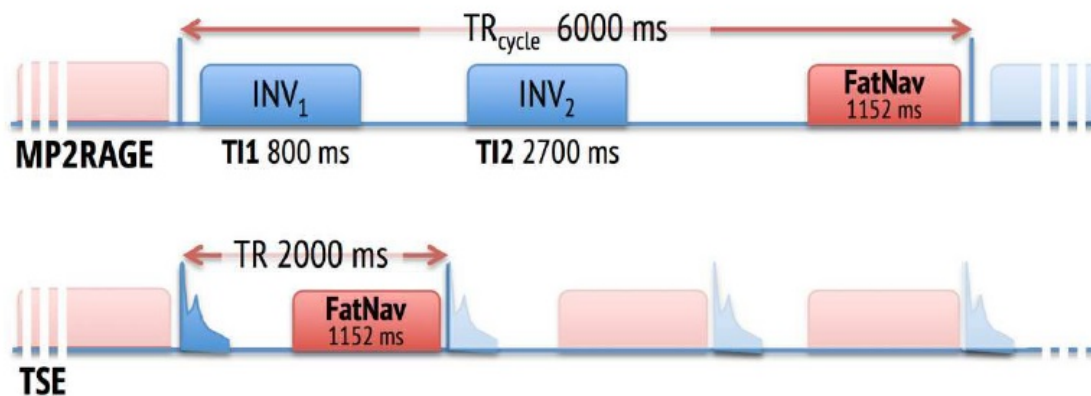 TRcycle 6000 ms
INV1
INV2
FatNav
1152 ms
MP2RAGE
TI1 800 ms
TI2 2700 ms
TR 2000 ms
FatNav
1152 ms
TSE